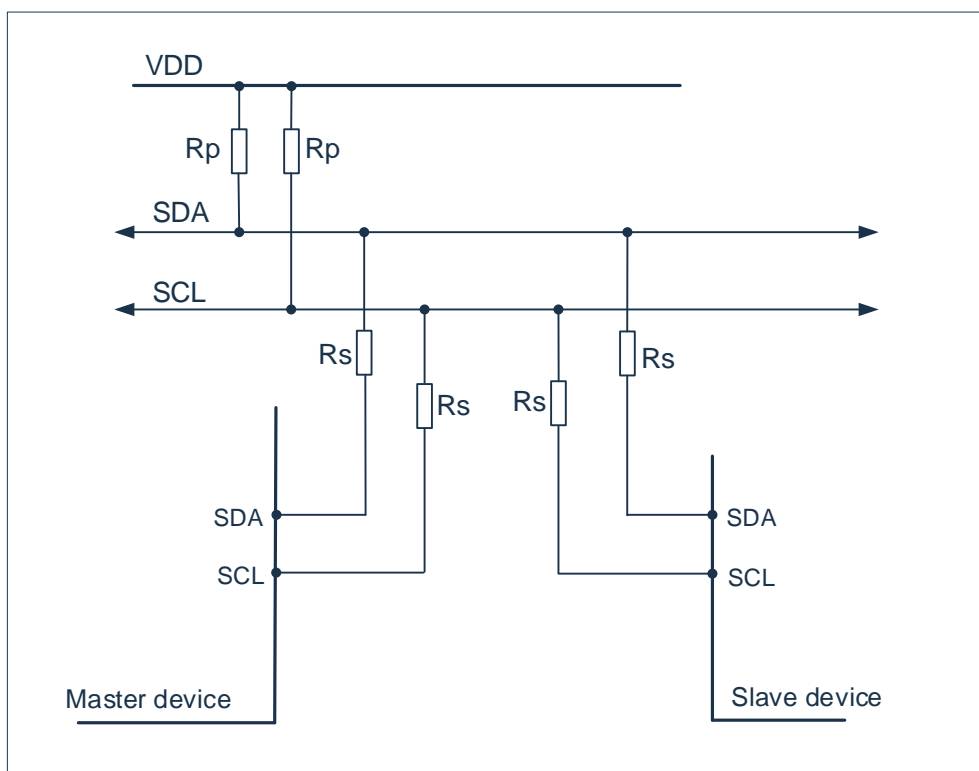 VDD
Rp
Rp
SDA
SCL
Rs
Rs
Rs
Rs
SDA
SDA
SCL
SCL
Master device
Slave device